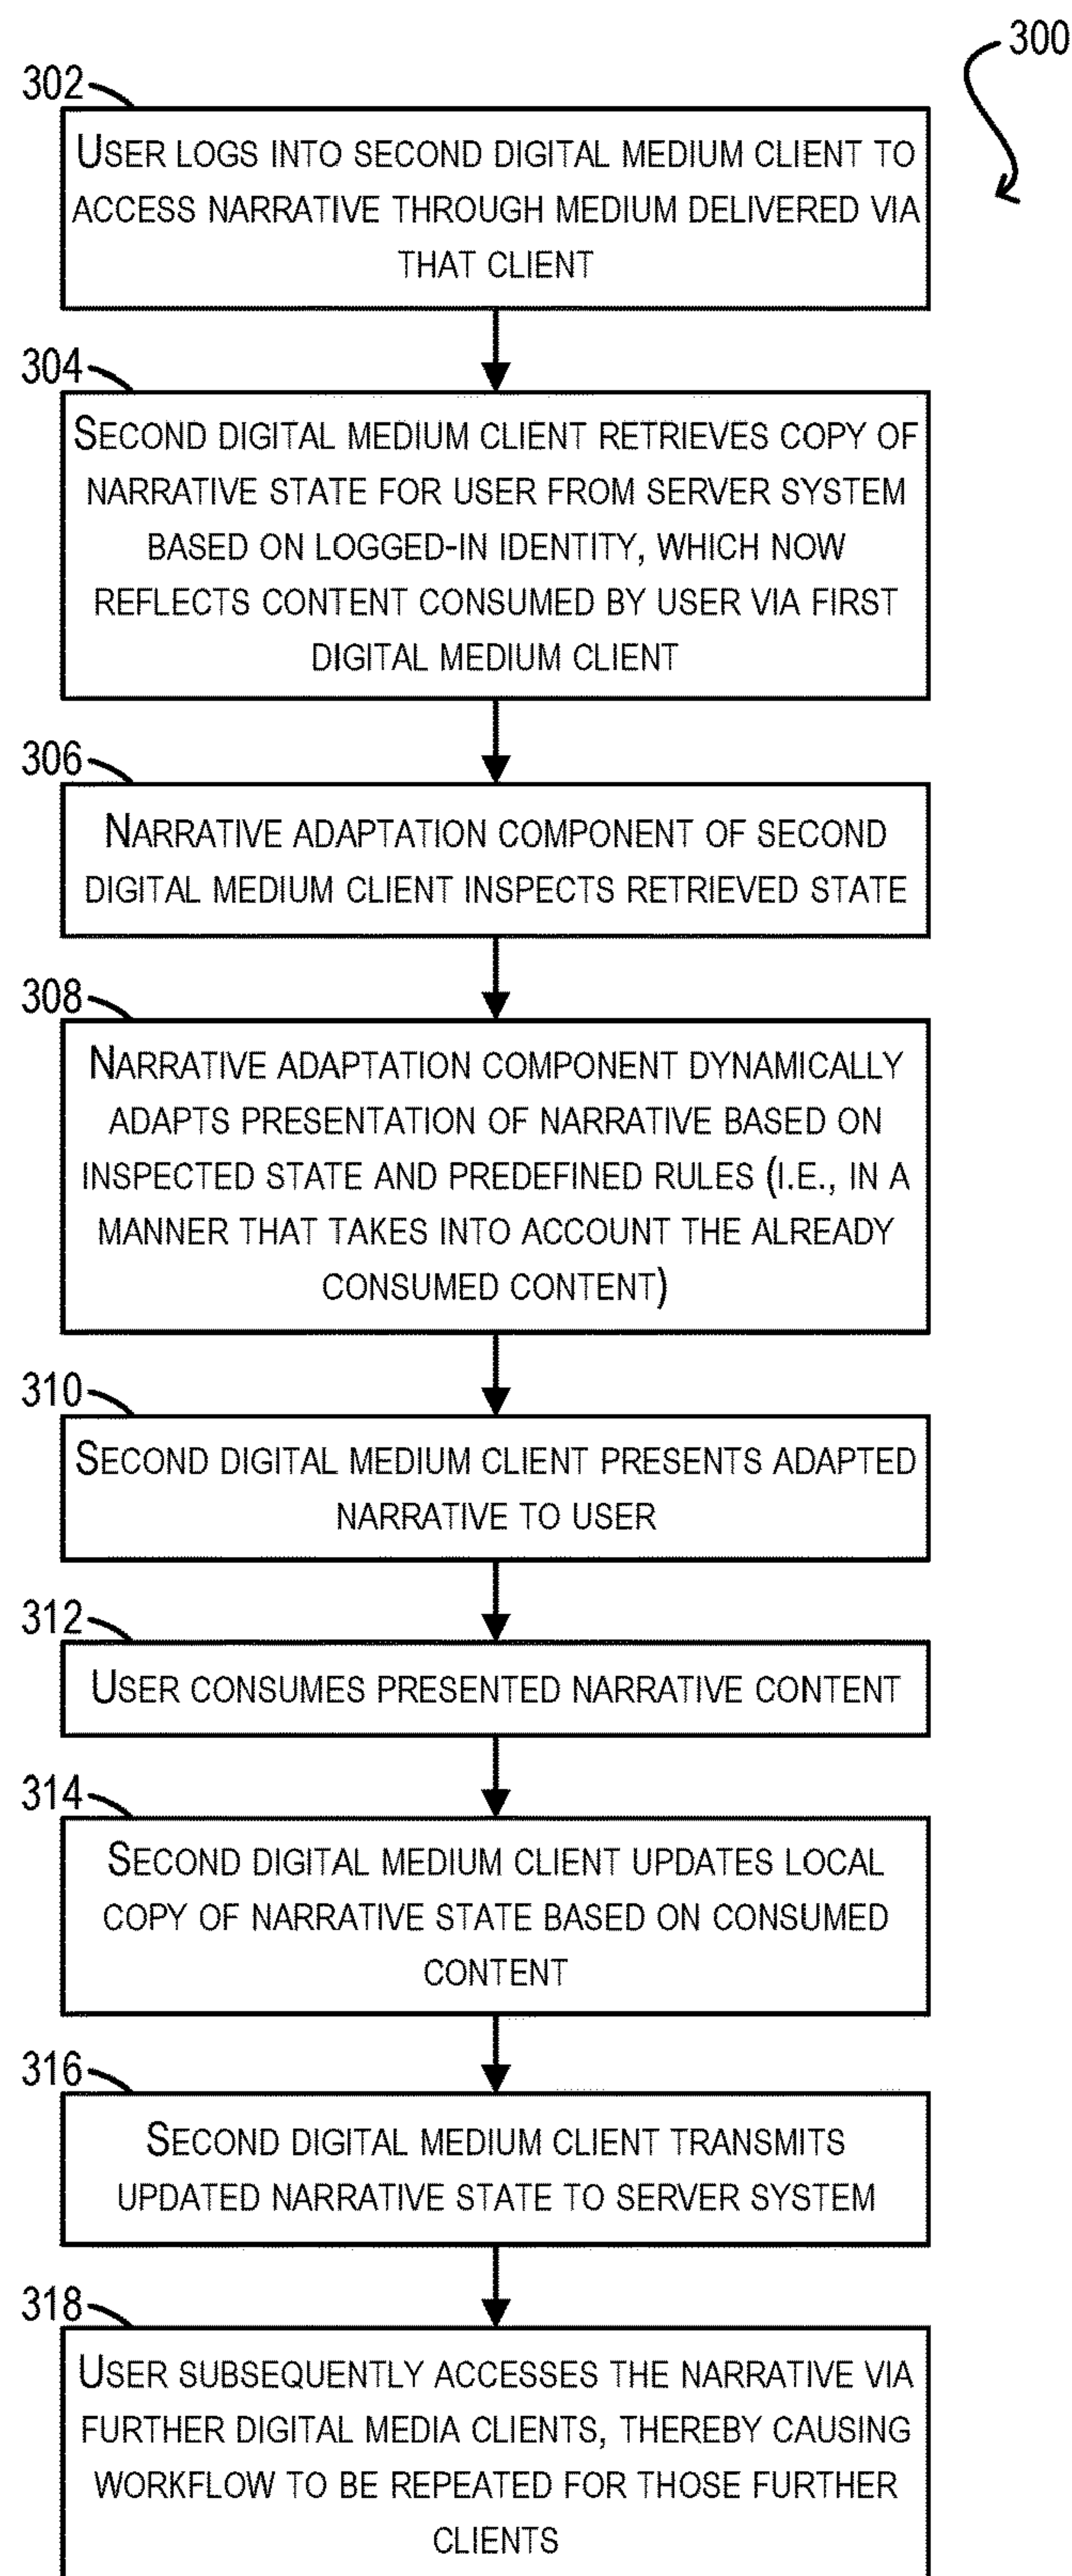 300
302
USER LOGS INTO SECOND DIGITAL MEDIUM CLIENT TO
ACCESS NARRATIVE THROUGH MEDIUM DELIVERED VIA
THAT CLIENT
304
SECOND DIGITAL MEDIUM CLIENT RETRIEVES COPY OF
NARRATIVE STATE FOR USER FROM SERVER SYSTEM
BASED ON LOGGED-IN IDENTITY, WHICH NOW
REFLECTS CONTENT CONSUMED BY USER VIA FIRST
DIGITAL MEDIUM CLIENT
306
NARRATIVE ADAPTATION COMPONENT OF SECOND
DIGITAL MEDIUM CLIENT INSPECTS RETRIEVED STATE
308
NARRATIVE ADAPTATION COMPONENT DYNAMICALLY
ADAPTS PRESENTATION OF NARRATIVE BASED ON
INSPECTED STATE AND PREDEFINED RULES (I.E., IN A
MANNER THAT TAKES INTO ACCOUNT THE ALREADY
CONSUMED CONTENT)
310
SECOND DIGITAL MEDIUM CLIENT PRESENTS ADAPTED
NARRATIVE TO USER
312
USER CONSUMES PRESENTED NARRATIVE CONTENT
314
SECOND DIGITAL MEDIUM CLIENT UPDATES LOCAL
COPY OF NARRATIVE STATE BASED ON CONSUMED
CONTENT
316
SECOND DIGITAL MEDIUM CLIENT TRANSMITS
UPDATED NARRATIVE STATE TO SERVER SYSTEM
318
USER SUBSEQUENTLY ACCESSES THE NARRATIVE VIA
FURTHER DIGITAL MEDIA CLIENTS, THEREBY CAUSING
WORKFLOW TO BE REPEATED FOR THOSE FURTHER
CLIENTS